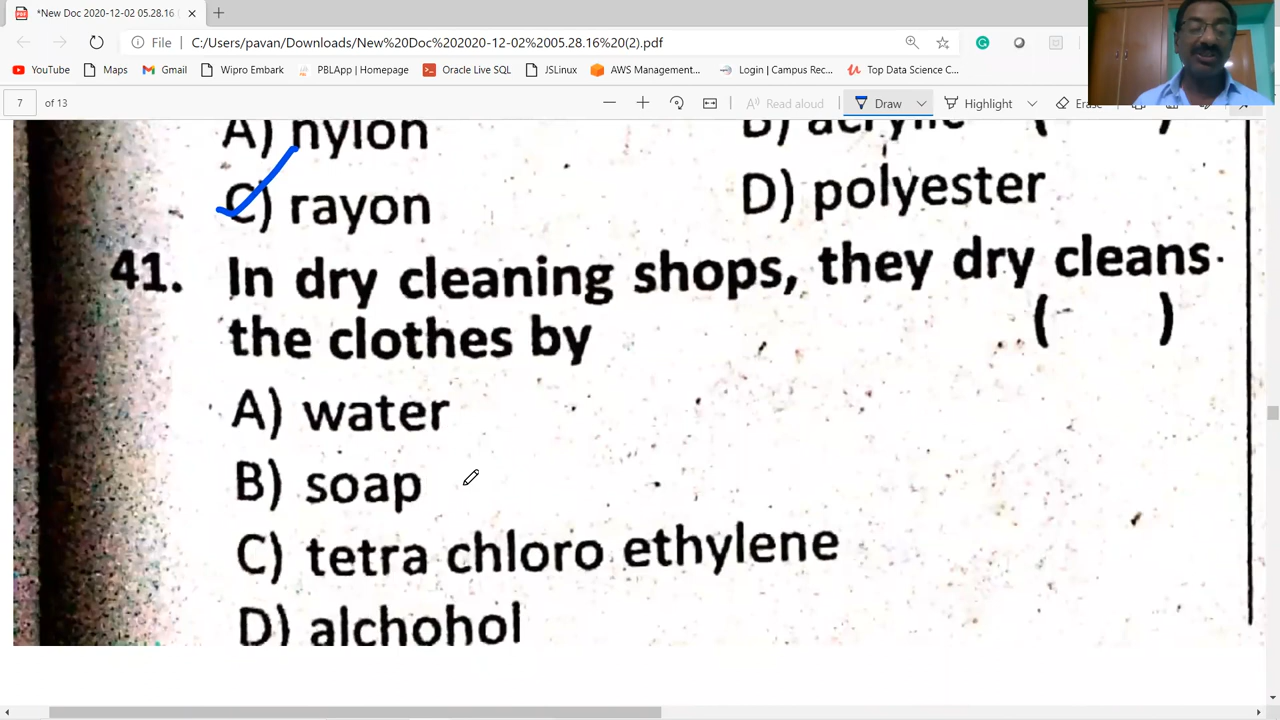 *New Doc 2020-12-02 05.28.16
File
C:/Users/pavan/Downloads/New%20Doc%202020-12-02%2005.28.16%20(2).pdf
YouTube Maps Gmail Wipro Embark PBLApp | Homepage Oracle Live SQL JSLinux AWS Management... Login | Campus Rec... Top Data Science C...
7 of 13 Read aloud Draw Highlight Erase
A) nylon B) acrylic ( )
C) rayon D) polyester
41. In dry cleaning shops, they dry cleans
the clothes by ( )
A) water
B) soap
C) tetra chloro ethylene
D) alchohol